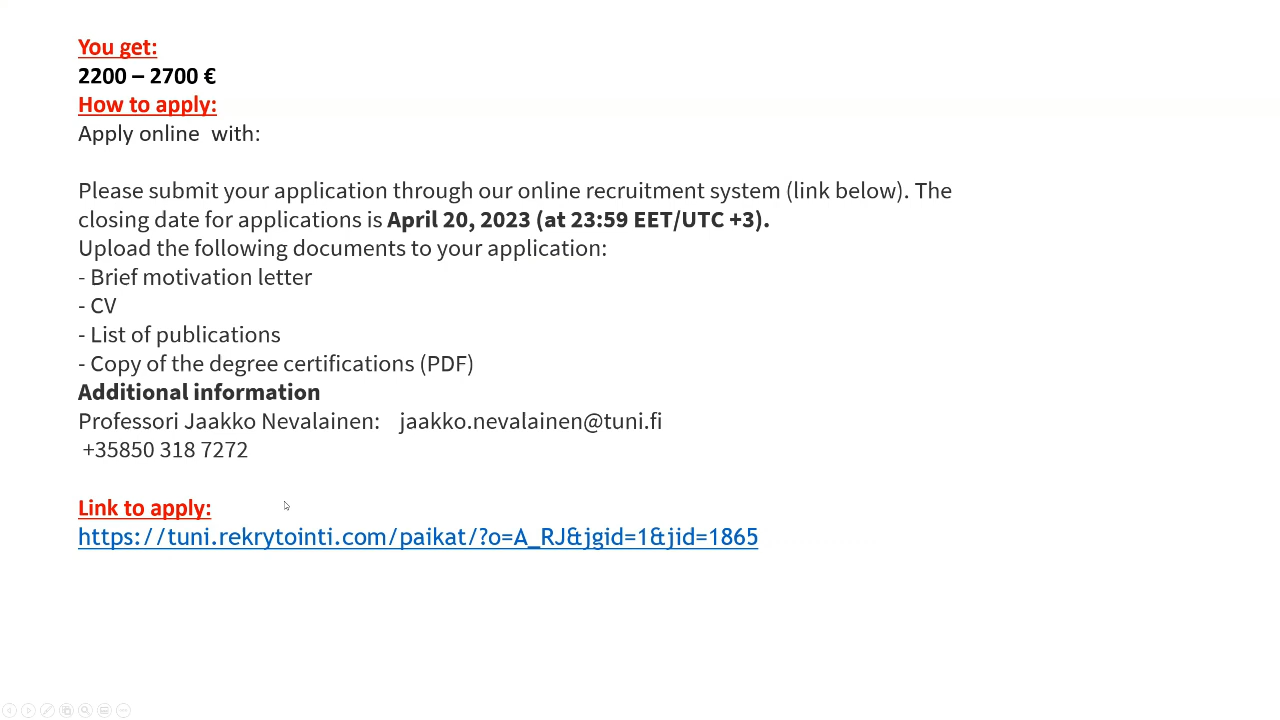 You get:
2200 – 2700 €
How to apply:
Apply online  with:
Please submit your application through our online recruitment system (link below). The
closing date for applications is April 20, 2023 (at 23:59 EET/UTC +3).
Upload the following documents to your application:
- Brief motivation letter
- CV
- List of publications
- Copy of the degree certifications (PDF)
Additional information
Professori Jaakko Nevalainen:   jaakko.nevalainen@tuni.fi
+35850 318 7272
Link to apply:
https://tuni.rekrytointi.com/paikat/?o=A_RJ&jgid=1&jid=1865